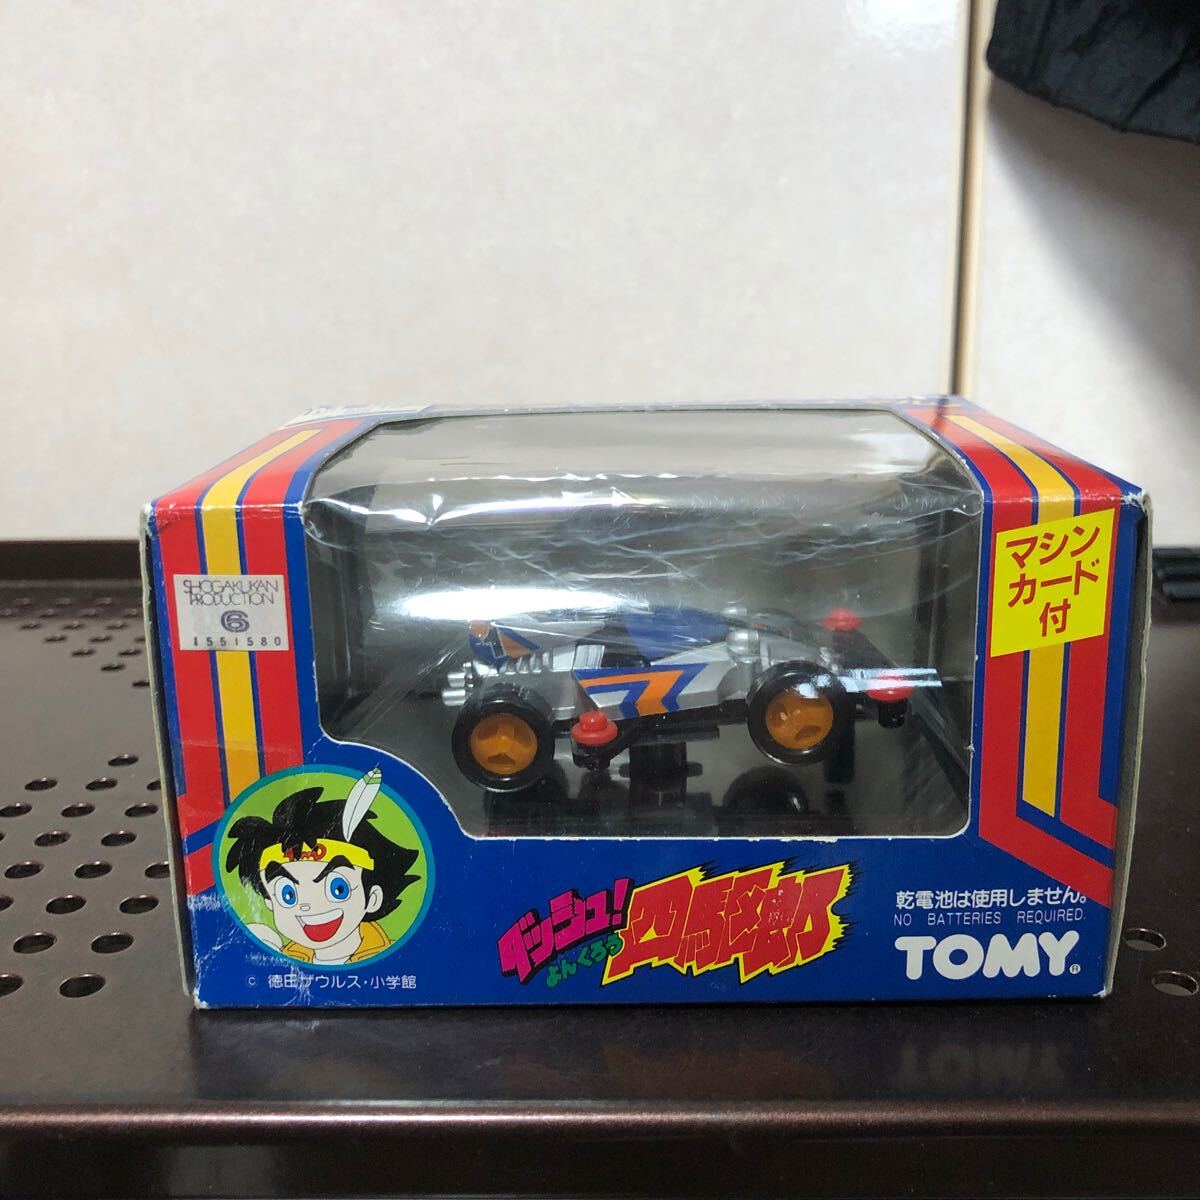 SHOGAKUKAN
PRODUCTION
6
1551580
マシン
カード
付
ダッシュ!
四駆郎
よんくろう
乾電池は使用しません。
NO BATTERIES REQUIRED.
TOMY®
© 徳田ザウルス・小学館